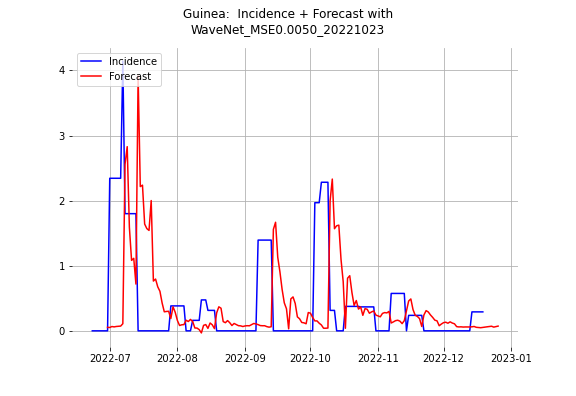 Guinea:  Incidence + Forecast with
WaveNet_MSE0.0050_20221023
Incidence
Forecast
4
3
2
1
0
2022-07 2022-08 2022-09 2022-10 2022-11 2022-12 2023-01